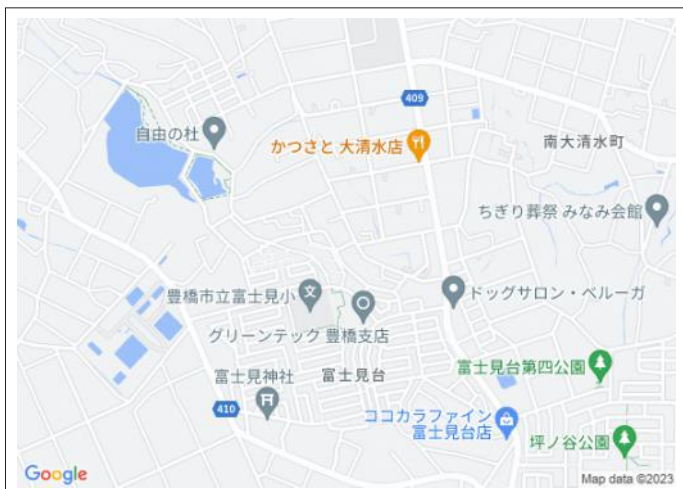 409
自由の杜
かつさと 大清水店
南大清水町
ちぎり葬祭 みなみ会館
豊橋市立富士見小
文
ドッグサロン・ベルーガ
グリーンテック 豊橋支店
富士見神社
富士見台
富士見台第四公園
410
ココカラファイン
富士見台店
坪ノ谷公園
Google
Map data ©2023